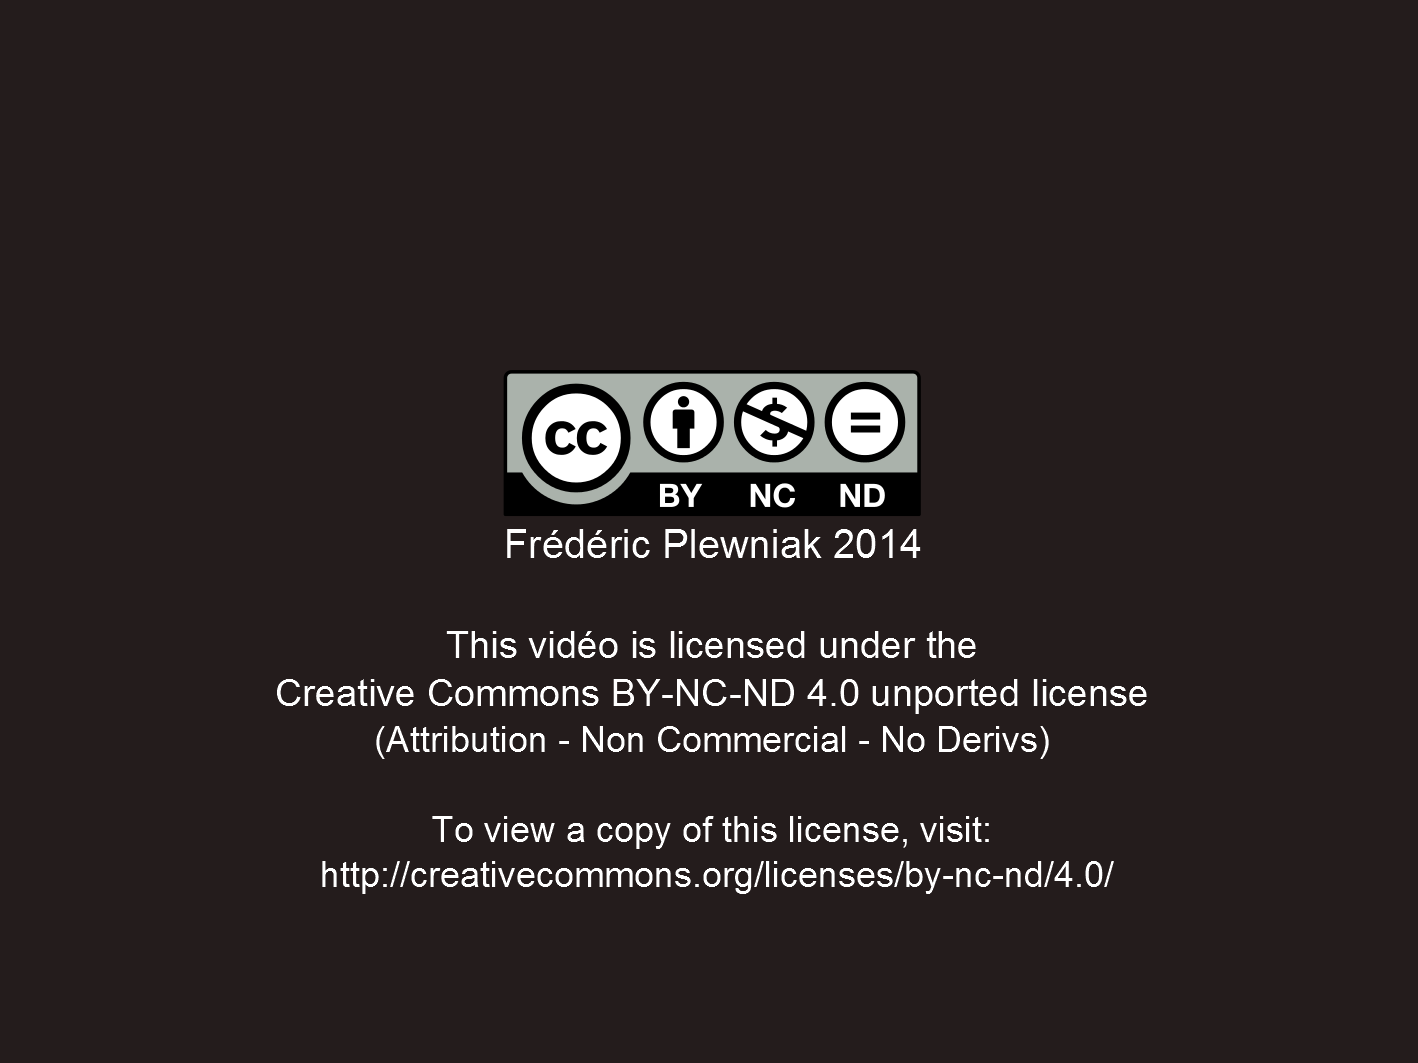 cc
BY NC ND
Frédéric Plewniak 2014
This vidéo is licensed under the
Creative Commons BY-NC-ND 4.0 unported license
(Attribution - Non Commercial - No Derivs)
To view a copy of this license, visit:
http://creativecommons.org/licenses/by-nc-nd/4.0/